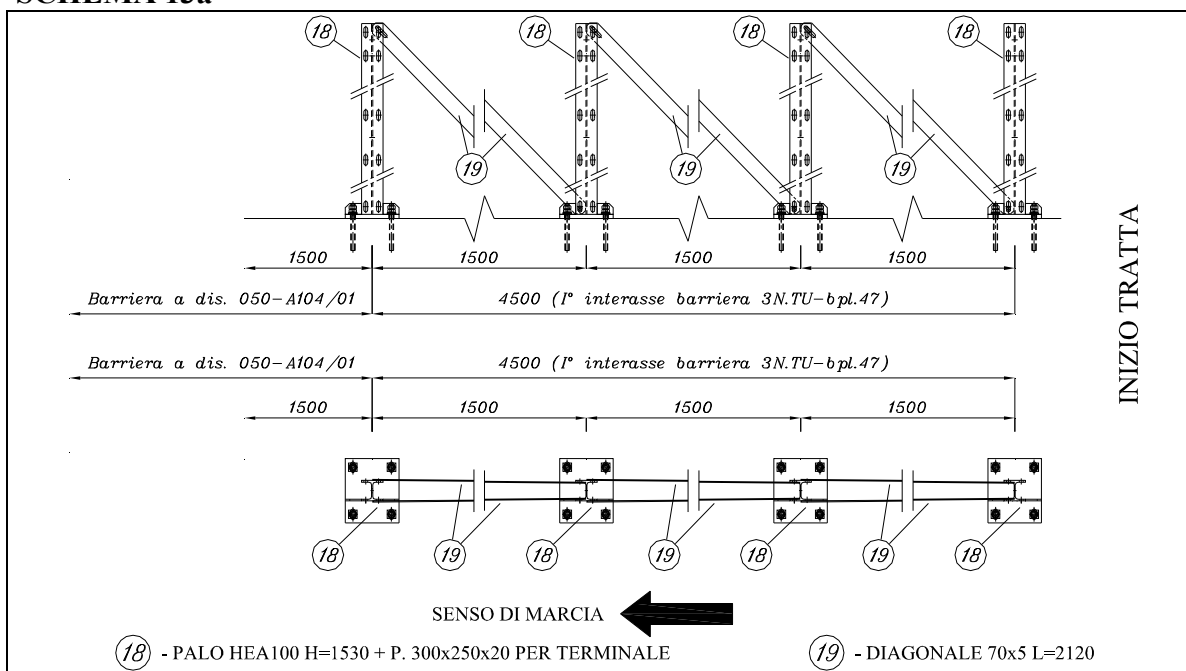 18 18 18 18
19 19 19
1500 1500 1500 1500
Barriera a dis. 050-A104/01 4500 (I° interasse barriera 3N.TU-bpl.47)
INIZIO TRATTA
Barriera a dis. 050-A104/01 4500 (I° interasse barriera 3N.TU-bpl.47)
1500 1500 1500 1500
18 19 18 19 18 19 18
SENSO DI MARCIA
18 - PALO HEA100 H=1530 + P. 300x250x20 PER TERMINALE 19 - DIAGONALE 70x5 L=2120